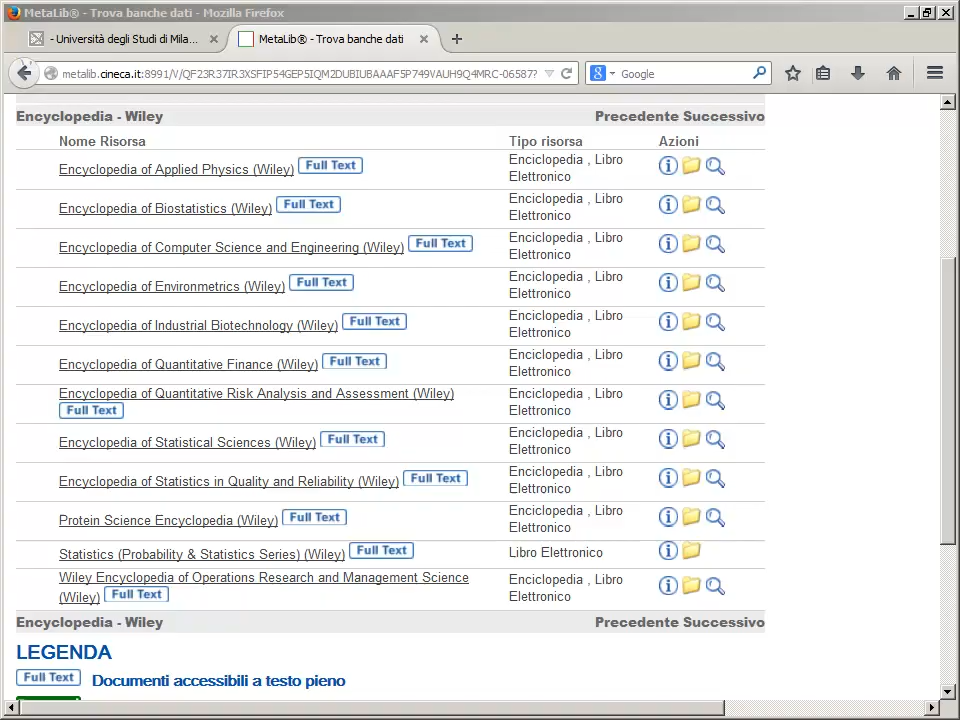 MetaLib® - Trova banche dati - Mozilla Firefox
- Università degli Studi di Mila...
MetaLib® - Trova banche dati
metalib.cineca.it:8991/V/QF23R37IR3XSFIP54GEP5IQM2DUBIUBAAAF5P749VAUH9Q4MRC-06587?
Google
Encyclopedia - Wiley Precedente Successivo
Nome Risorsa Tipo risorsa Azioni
Encyclopedia of Applied Physics (Wiley) Full Text Enciclopedia , Libro
Elettronico
Encyclopedia of Biostatistics (Wiley) Full Text Enciclopedia , Libro
Elettronico
Encyclopedia of Computer Science and Engineering (Wiley) Full Text Enciclopedia , Libro
Elettronico
Encyclopedia of Environmetrics (Wiley) Full Text Enciclopedia , Libro
Elettronico
Encyclopedia of Industrial Biotechnology (Wiley) Full Text Enciclopedia , Libro
Elettronico
Encyclopedia of Quantitative Finance (Wiley) Full Text Enciclopedia , Libro
Elettronico
Encyclopedia of Quantitative Risk Analysis and Assessment (Wiley) Enciclopedia , Libro
Full Text Elettronico
Encyclopedia of Statistical Sciences (Wiley) Full Text Enciclopedia , Libro
Elettronico
Encyclopedia of Statistics in Quality and Reliability (Wiley) Full Text Enciclopedia , Libro
Elettronico
Protein Science Encyclopedia (Wiley) Full Text Enciclopedia , Libro
Elettronico
Statistics (Probability & Statistics Series) (Wiley) Full Text Libro Elettronico
Wiley Encyclopedia of Operations Research and Management Science Enciclopedia , Libro
(Wiley) Full Text Elettronico
Encyclopedia - Wiley Precedente Successivo
LEGENDA
Full Text Documenti accessibili a testo pieno